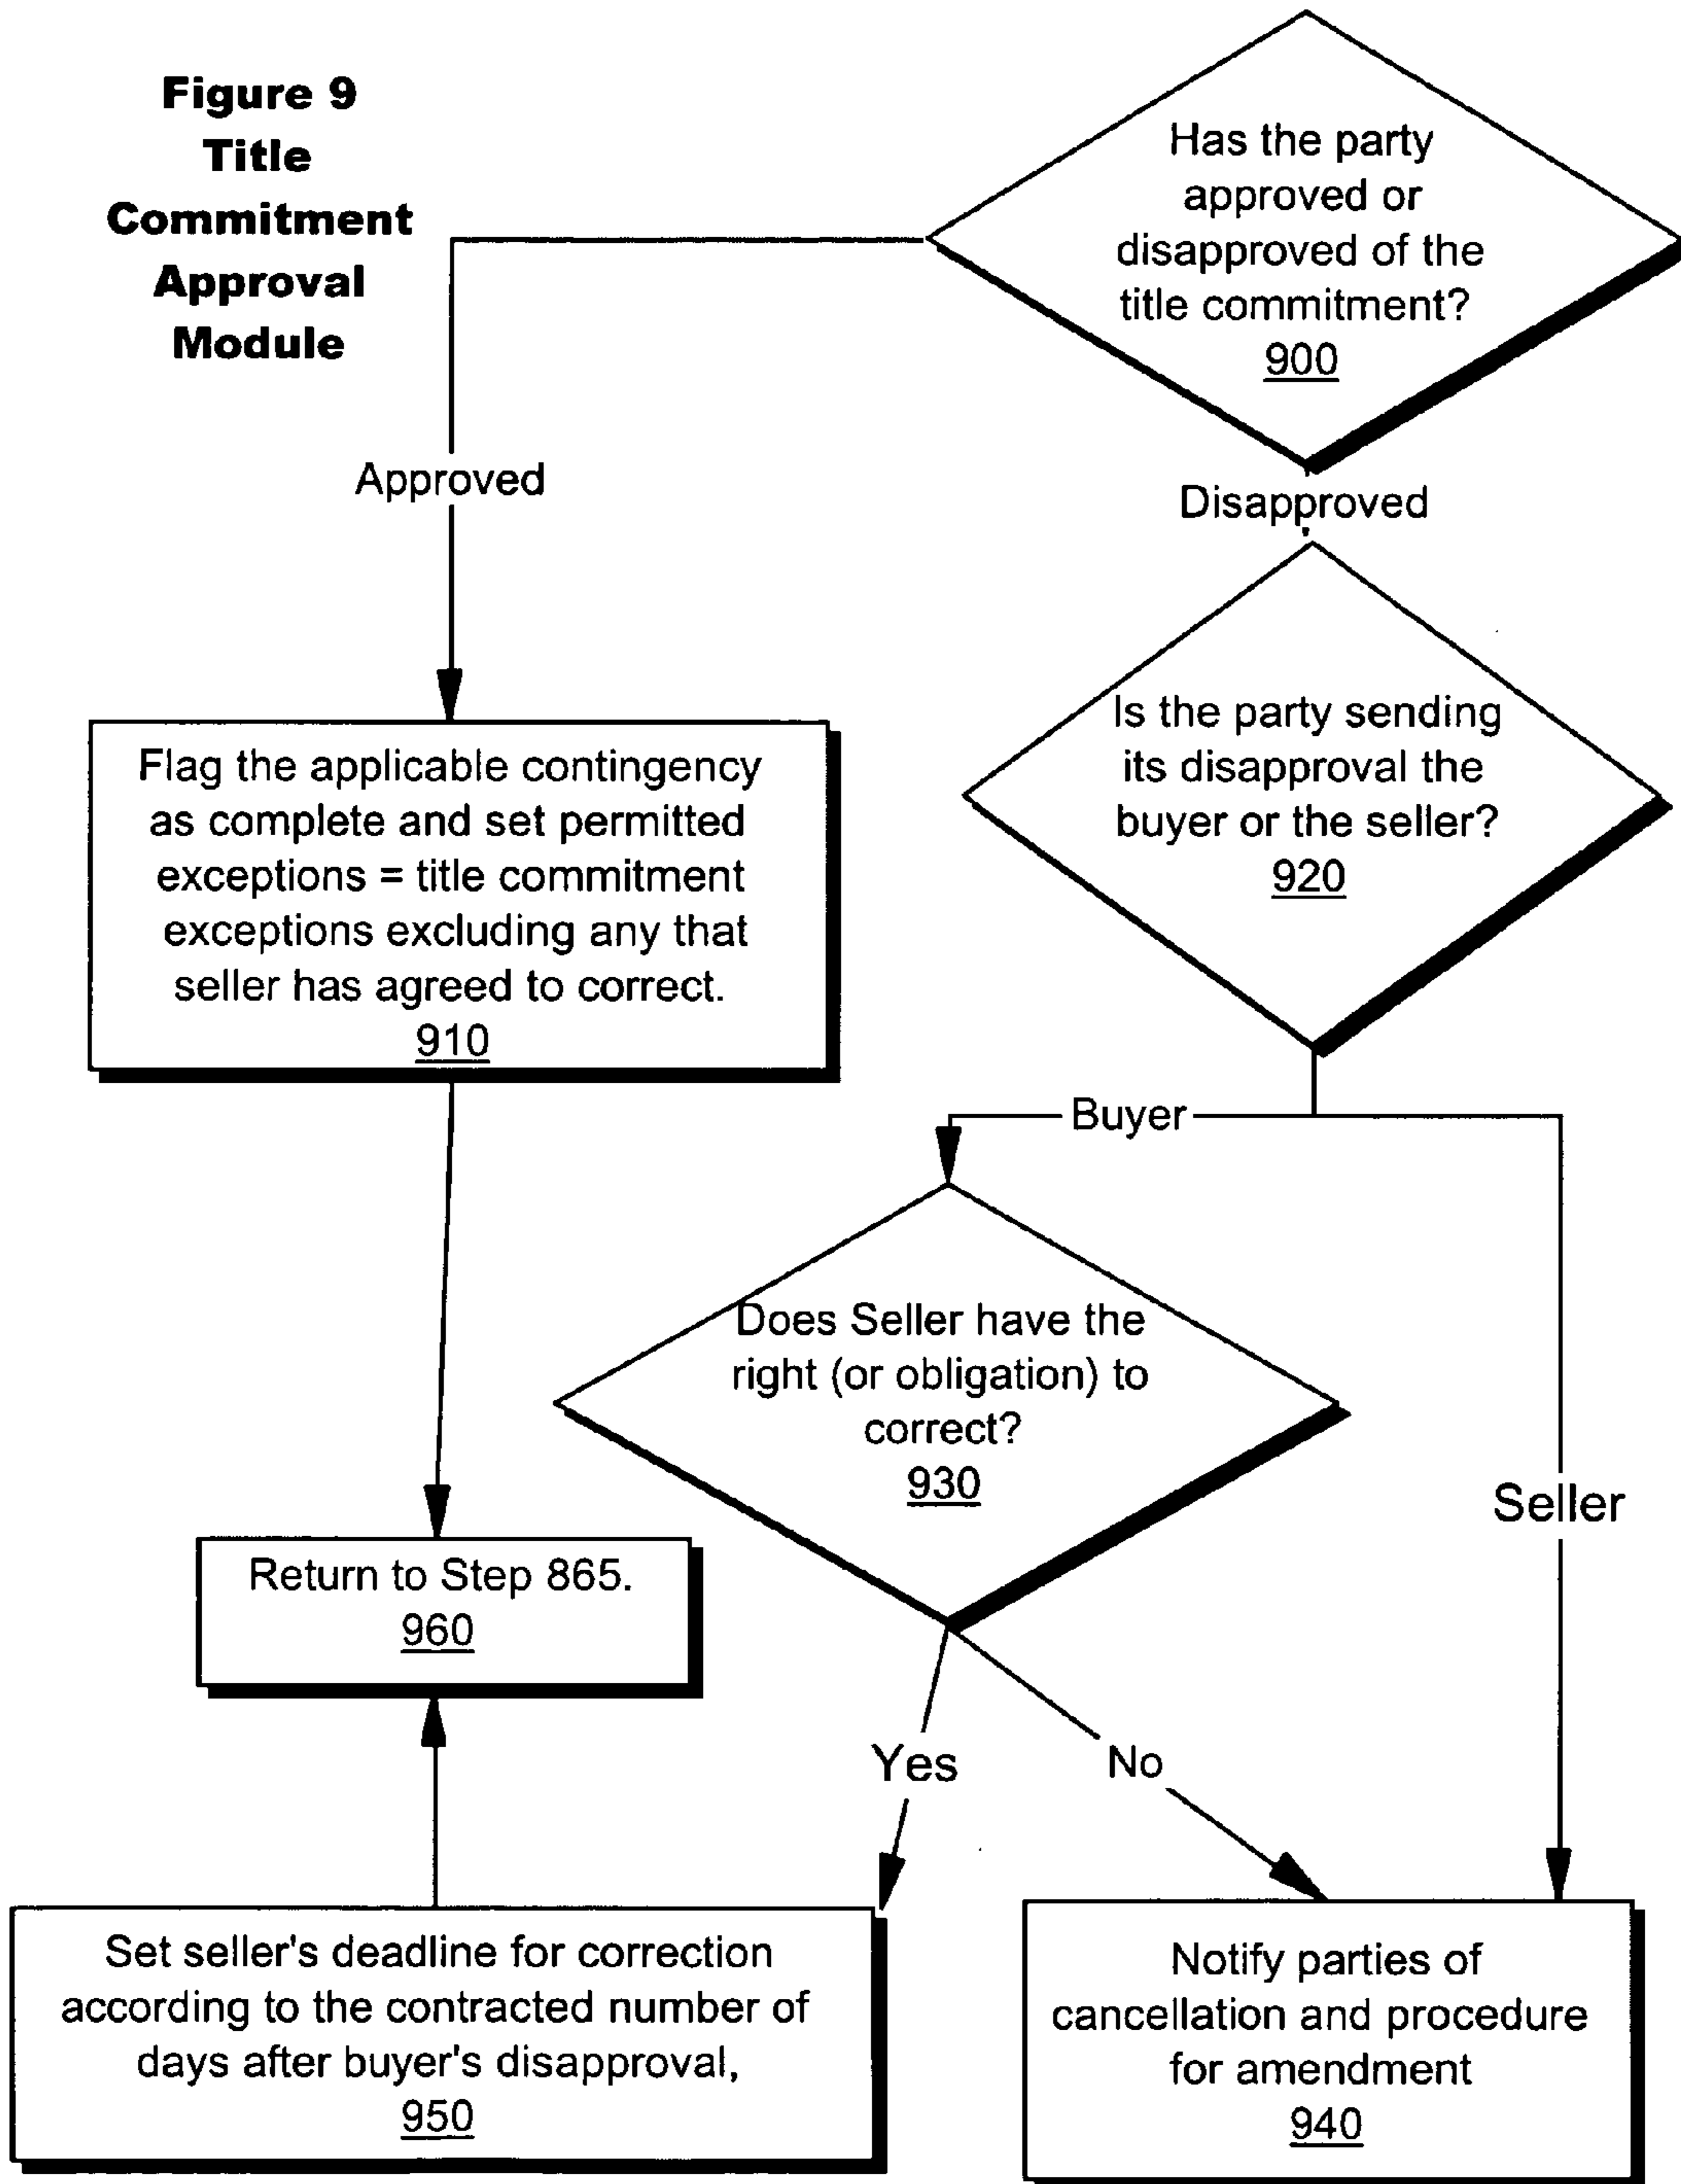 Figure 9
Title
Commitment
Approval
Module
Has the party
approved or
disapproved of the
title commitment?
900
Approved
Disapproved
Flag the applicable contingency
as complete and set permitted
exceptions = title commitment
exceptions excluding any that
seller has agreed to correct.
910
Is the party sending
its disapproval the
buyer or the seller?
920
Buyer
Does Seller have the
right (or obligation) to
correct?
930
Seller
Return to Step 865.
960
Yes
No
Set seller's deadline for correction
according to the contracted number of
days after buyer's disapproval,
950
Notify parties of
cancellation and procedure
for amendment
940